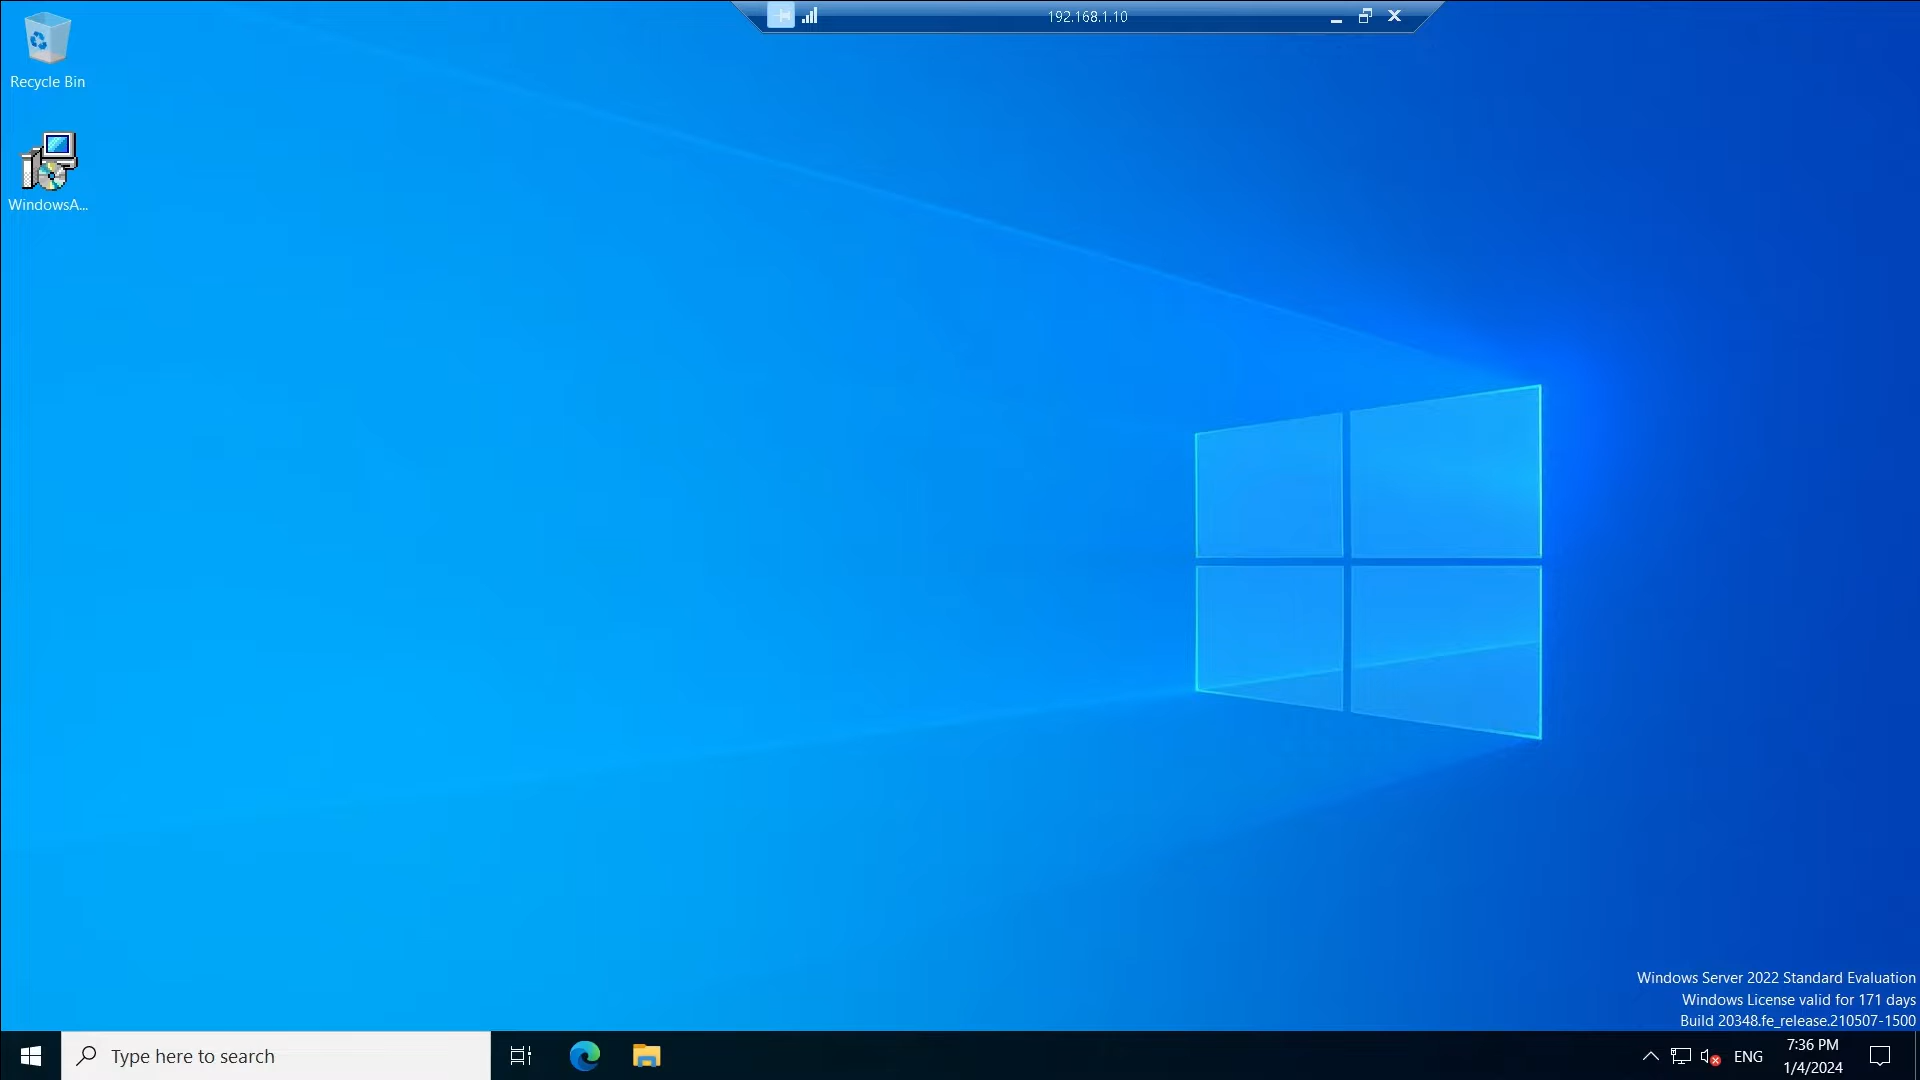 192.168.1.10
Recycle Bin
WindowsA...
Windows Server 2022 Standard Evaluation
Windows License valid for 171 days
Build 20348.fe_release.210507-1500
Type here to search
ENG
7:36 PM
1/4/2024